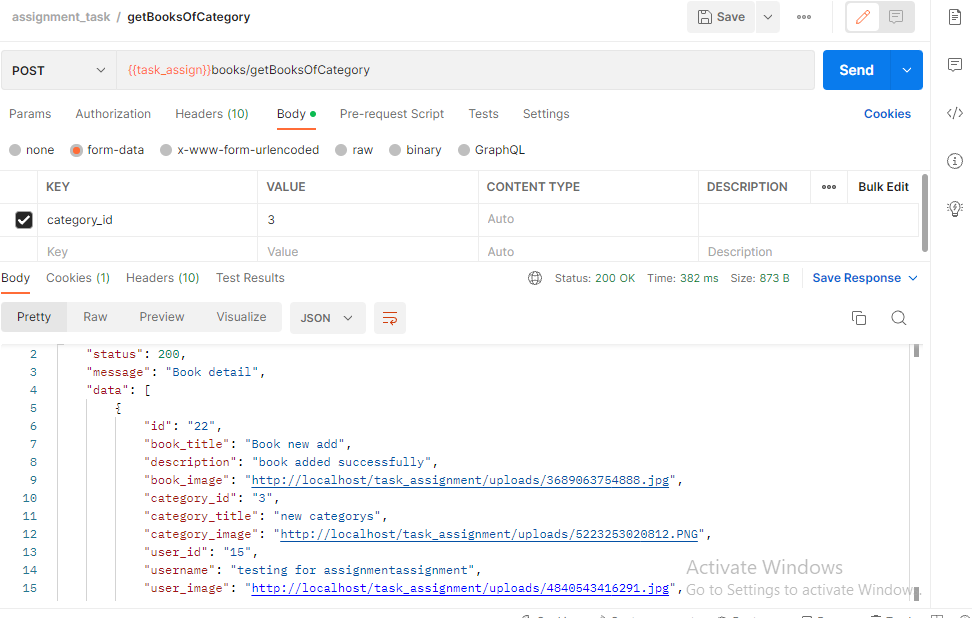 assignment_task / getBooksOfCategory Save
POST {{task_assign}}books/getBooksOfCategory Send
Params Authorization Headers (10) Body Pre-request Script Tests Settings Cookies
none form-data x-www-form-urlencoded raw binary GraphQL
KEY VALUE CONTENT TYPE DESCRIPTION Bulk Edit
category_id 3 Auto
Key Value Auto Description
Body Cookies (1) Headers (10) Test Results Status: 200 OK Time: 382 ms Size: 873 B Save Response
Pretty Raw Preview Visualize JSON
2 "status": 200,
3 "message": "Book detail",
4 "data": [
5 {
6 "id": "22",
7 "book_title": "Book new add",
8 "description": "book added successfully",
9 "book_image": "http://localhost/task_assignment/uploads/3689063754888.jpg",
10 "category_id": "3",
11 "category_title": "new categorys",
12 "category_image": "http://localhost/task_assignment/uploads/5223253020812.PNG",
13 "user_id": "15",
14 "username": "testing for assignmentassignment",
15 "user_image": "http://localhost/task_assignment/uploads/4840543416291.jpg",
Activate Windows
Go to Settings to activate Windows.